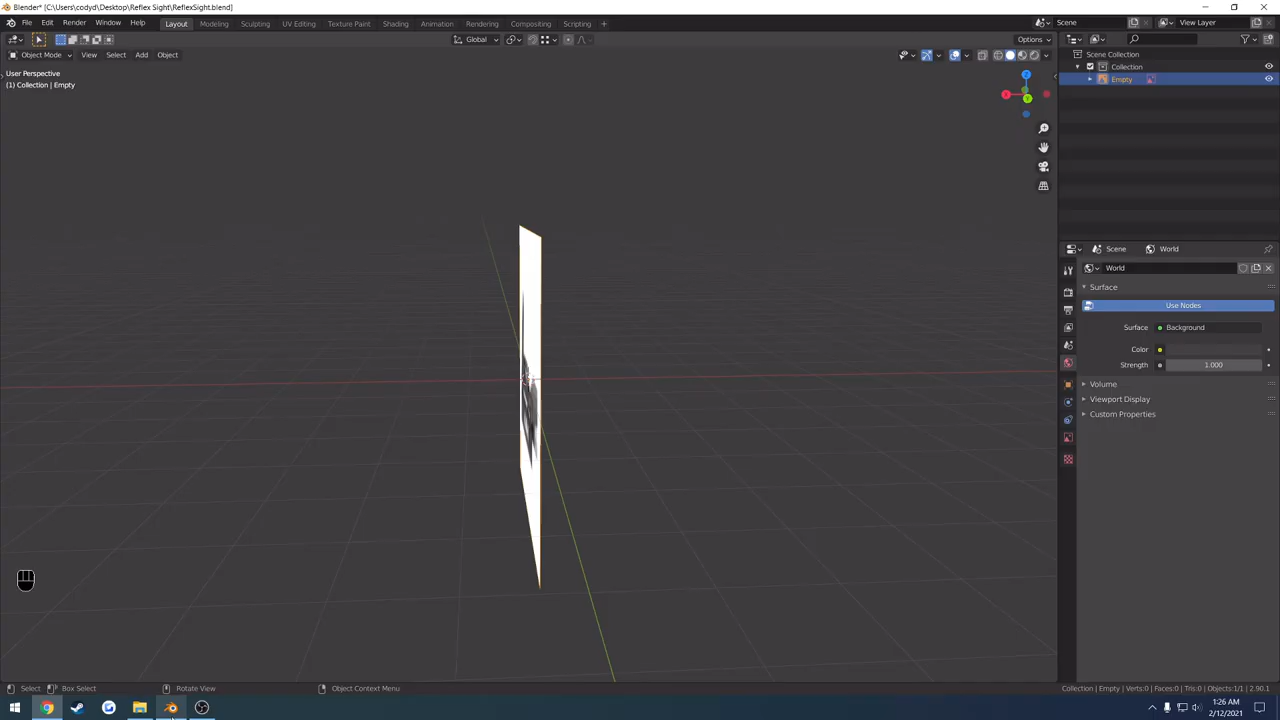 Blender* [C:\Users\codyd\Desktop\Reflex Sight\ReflexSight.blend]
File Edit Render Window Help Layout Modeling Sculpting UV Editing Texture Paint Shading Animation Rendering Compositing Scripting Scene View Layer
Global Options
Object Mode View Select Add Object
User Perspective
(1) Collection | Empty
Scene Collection
Collection
Empty
X
Y
Z
Scene World
World
Surface
Use Nodes
Surface Background
Color
Strength 1.000
Volume
Viewport Display
Custom Properties
Select Box Select Rotate View Object Context Menu Collection | Empty | Verts:0 | Faces:0 | Tris:0 | Objects:1/1 | 2.90.1
1:26 AM
2/12/2021